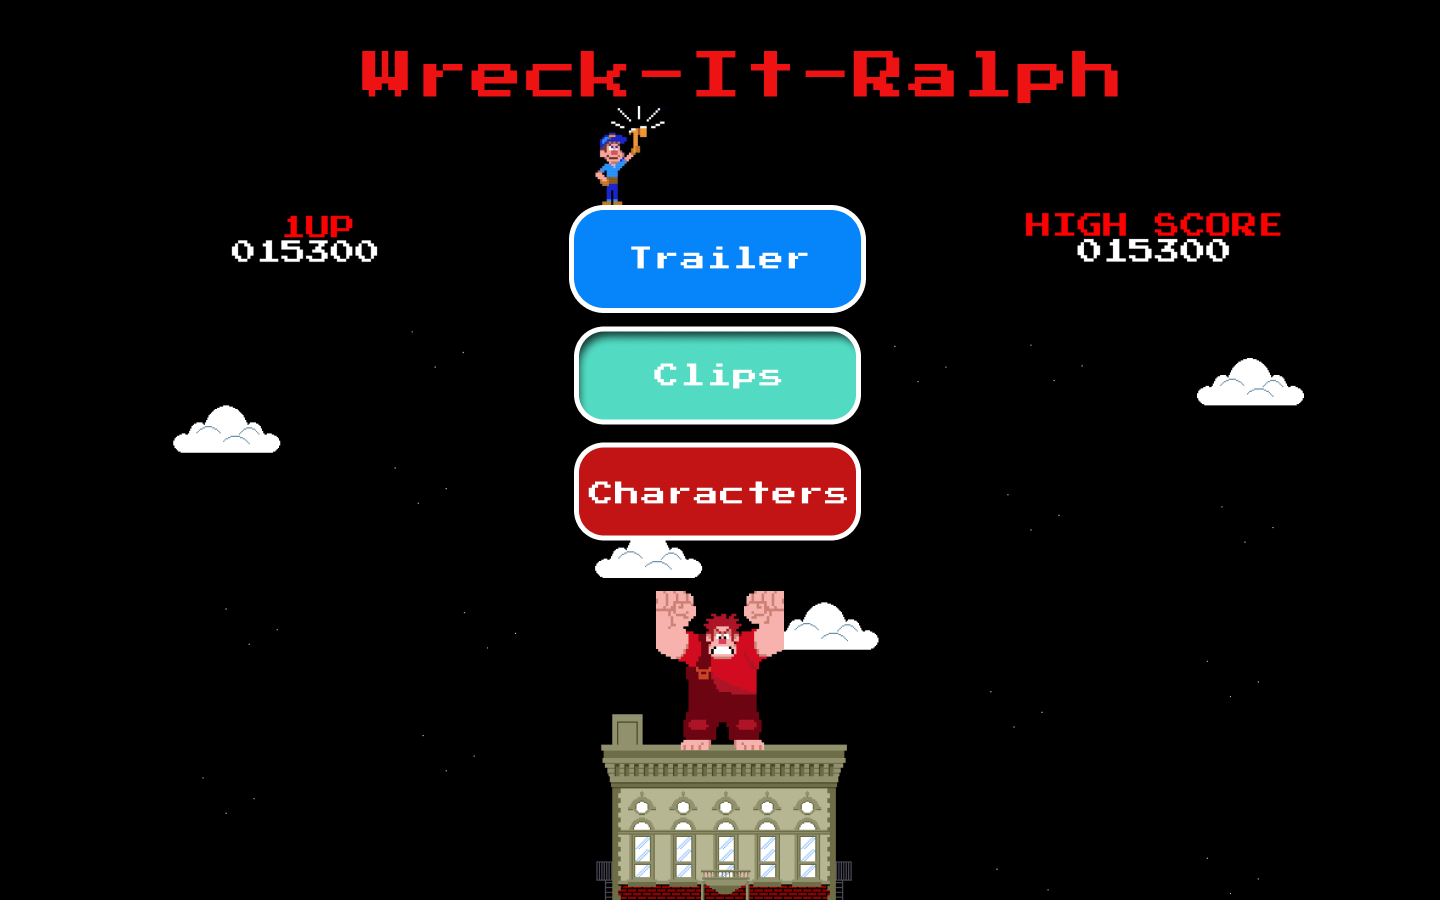 Wreck-It-Ralph
1UP
015300
HIGH SCORE
015300
Trailer
Clips
Characters